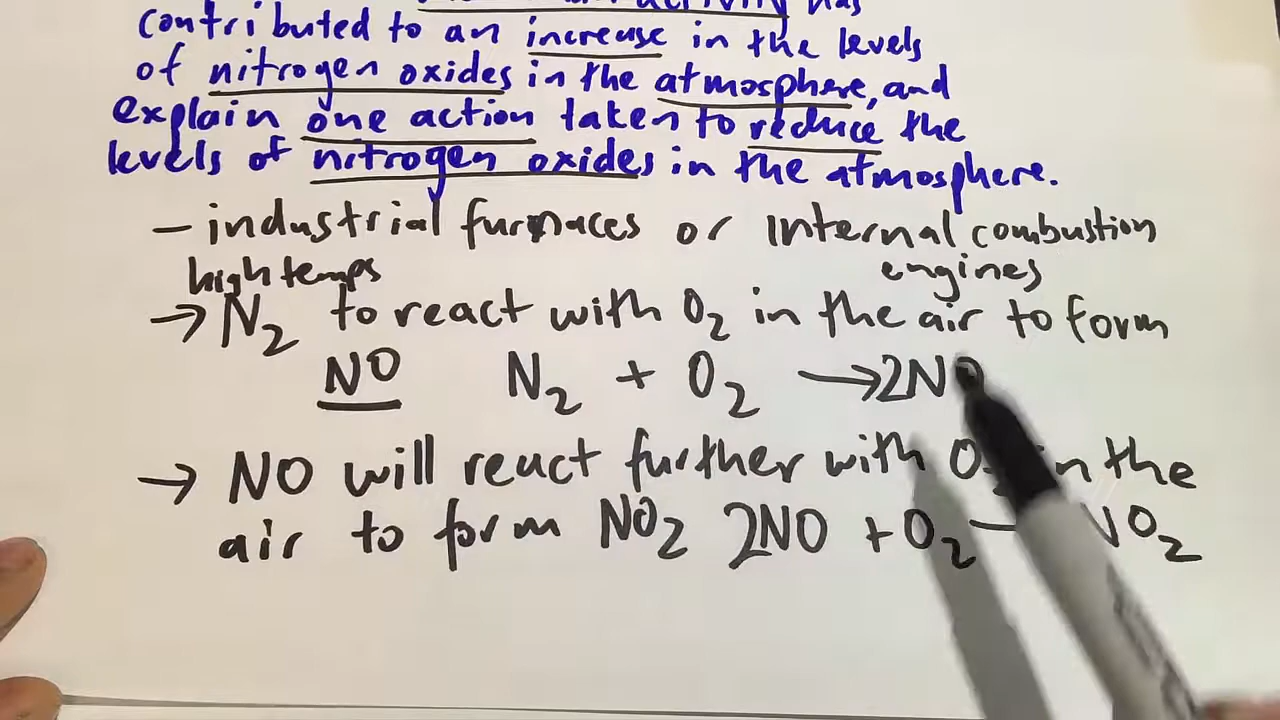 has
contributed to an increase in the levels
of nitrogen oxides in the atmosphere, and
explain one action taken to reduce the
levels of nitrogen oxides in the atmosphere.
- industrial furnaces or internal combustion
high temps engines
→ N2 to react with O2 in the air to form
NO N2 + O2 → 2NO
→ NO will react further with O2 in the
air to form NO2 2NO + O2 → NO2